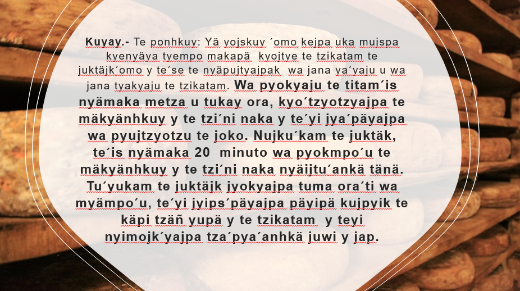 Kuyay.- Te ponhkuy: Yä yojskuy ´omo kejpa uka muispa
kyenyäya tyempo makapä kyojtye te tzikatam te
juktäjk´omo y te´se te nyäpujtyajpak wa jana ya´yaju u wa
jana tyakyaju te tzikatam. Wa pyokyaju te titam´is
nyämaka metza u tukay ora, kyo´tzyotzyajpa te
mäkyänhkuy y te tzi´ni naka y te´yi jya´päyajpa
wa pyujtzyotzu te joko. Nujku´kam te juktäk,
te´is nyämaka 20 minuto wa pyokmpo´u te
mäkyänhkuy y te tzi´ni naka nyäijtu´ankä tänä.
Tu´yukam te juktäjk jyokyajpa tuma ora´ti wa
myämpo´u, te´yi jyips´päyajpa päyipä kujpyik te
käpi tzäñ yupä y te tzikatam y teyi
nyimojk´yajpa tza´pya´anhkä juwi y jap.